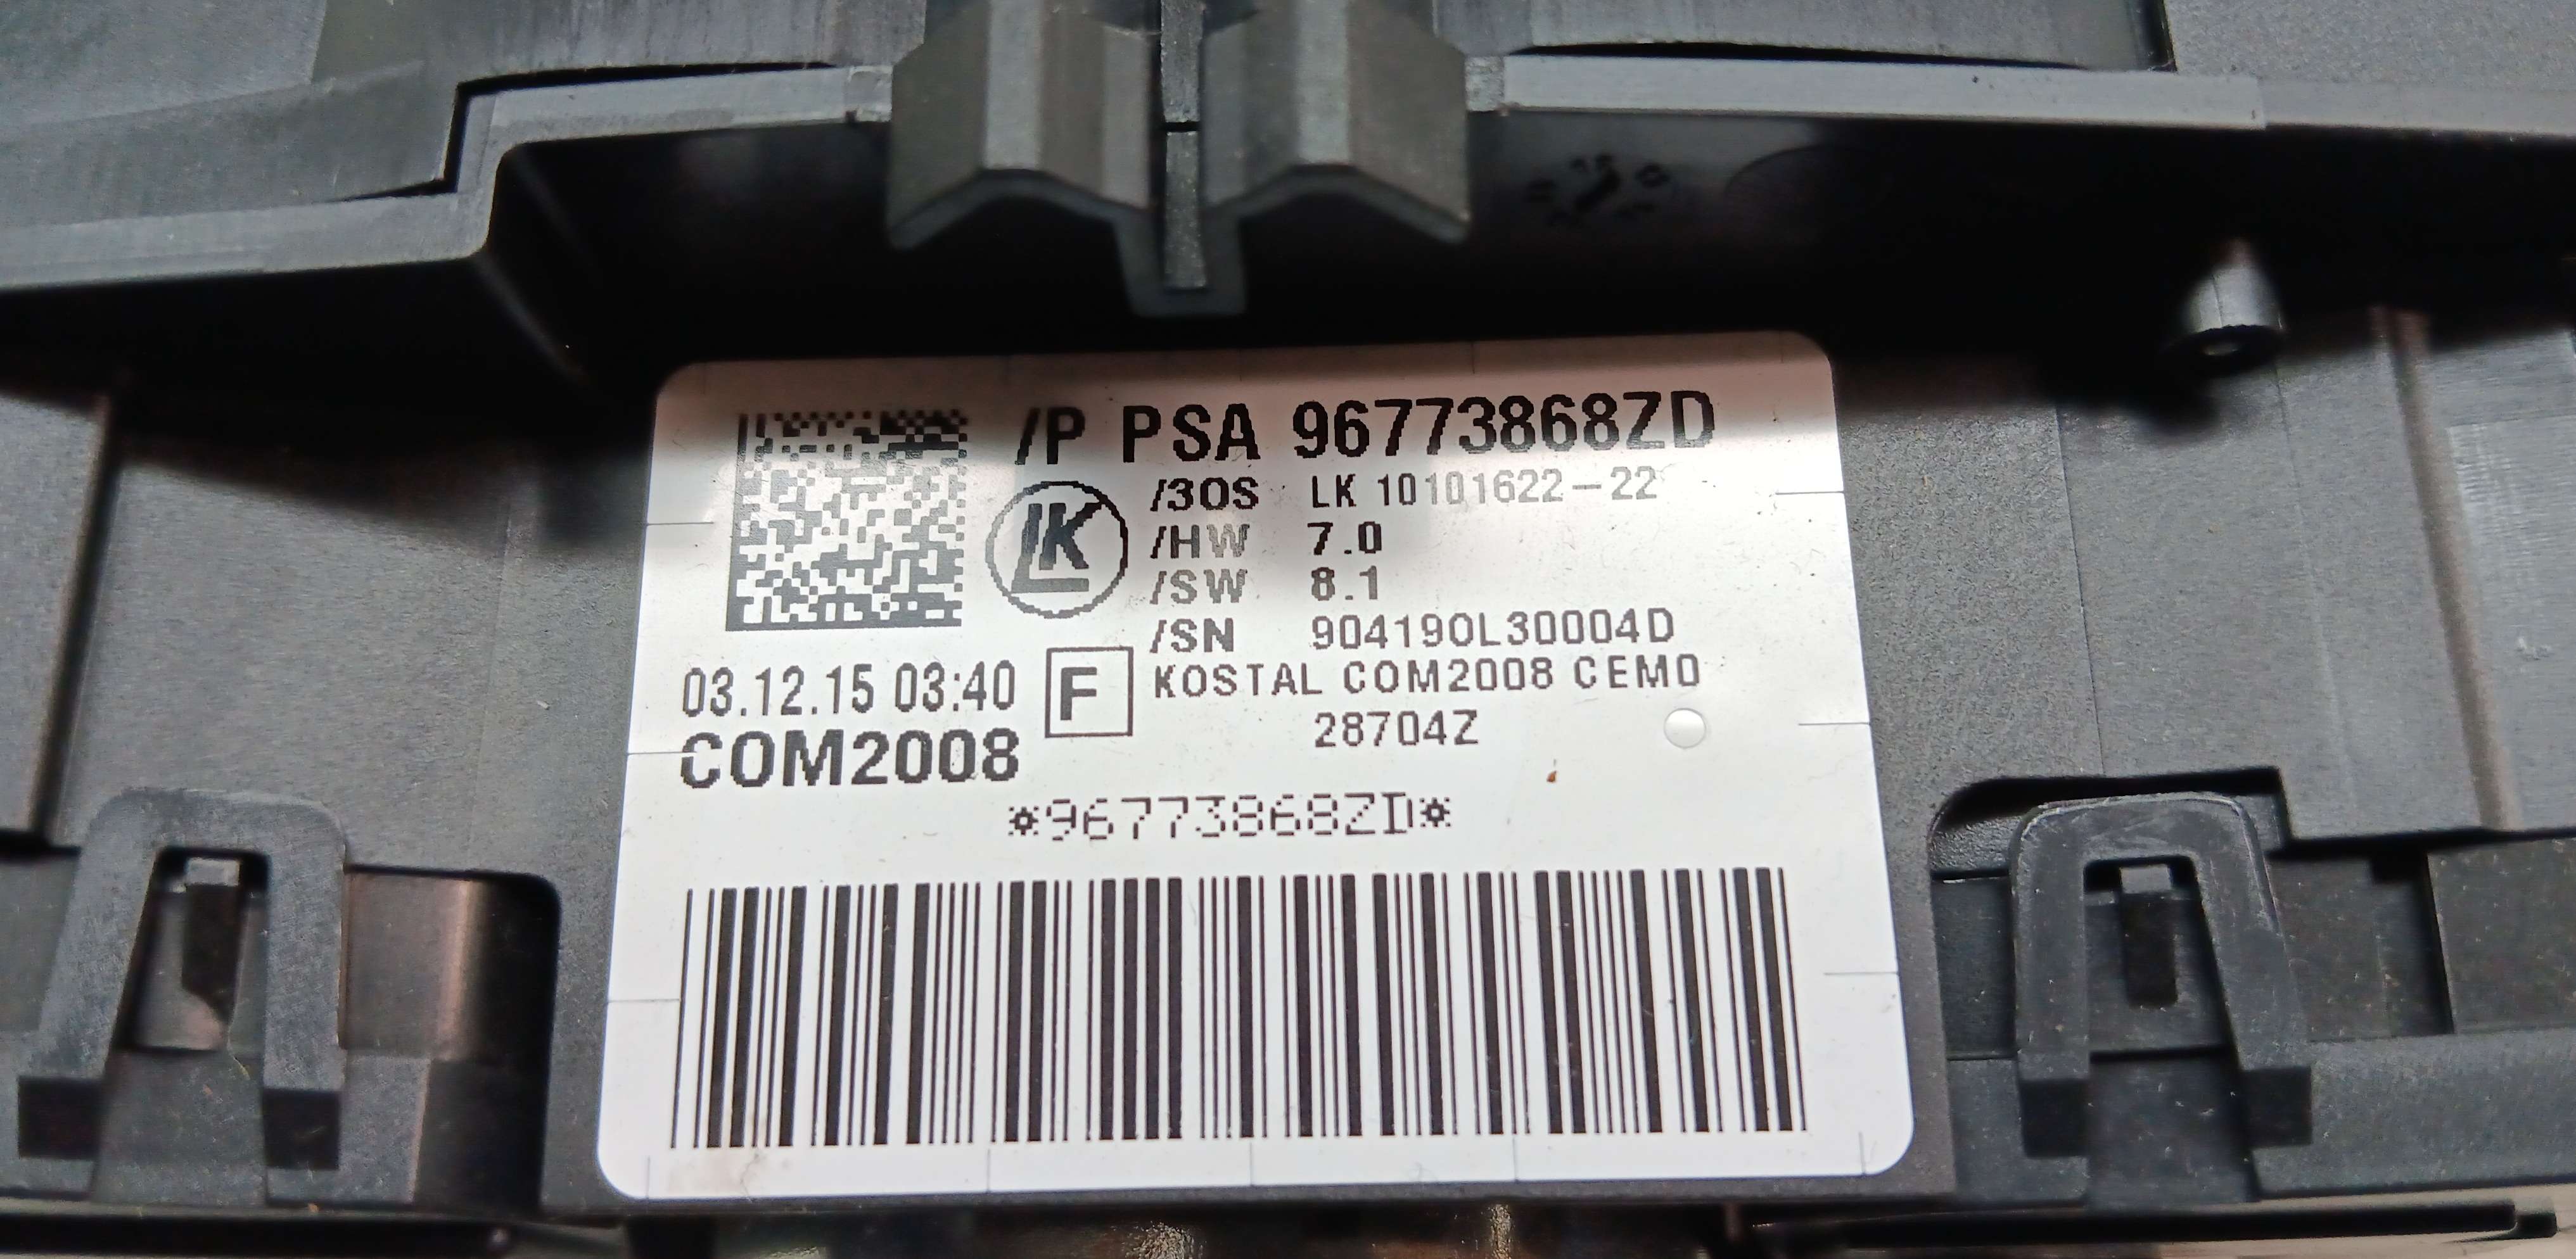 /P PSA 96773868ZD
/30S LK 10101622-22
LK
/HW 7.0
/SW 8.1
/SN 904190L30004D
03.12.15 03:40 F KOSTAL COM2008 CEM0
28704Z
COM2008
*96773868ZD*